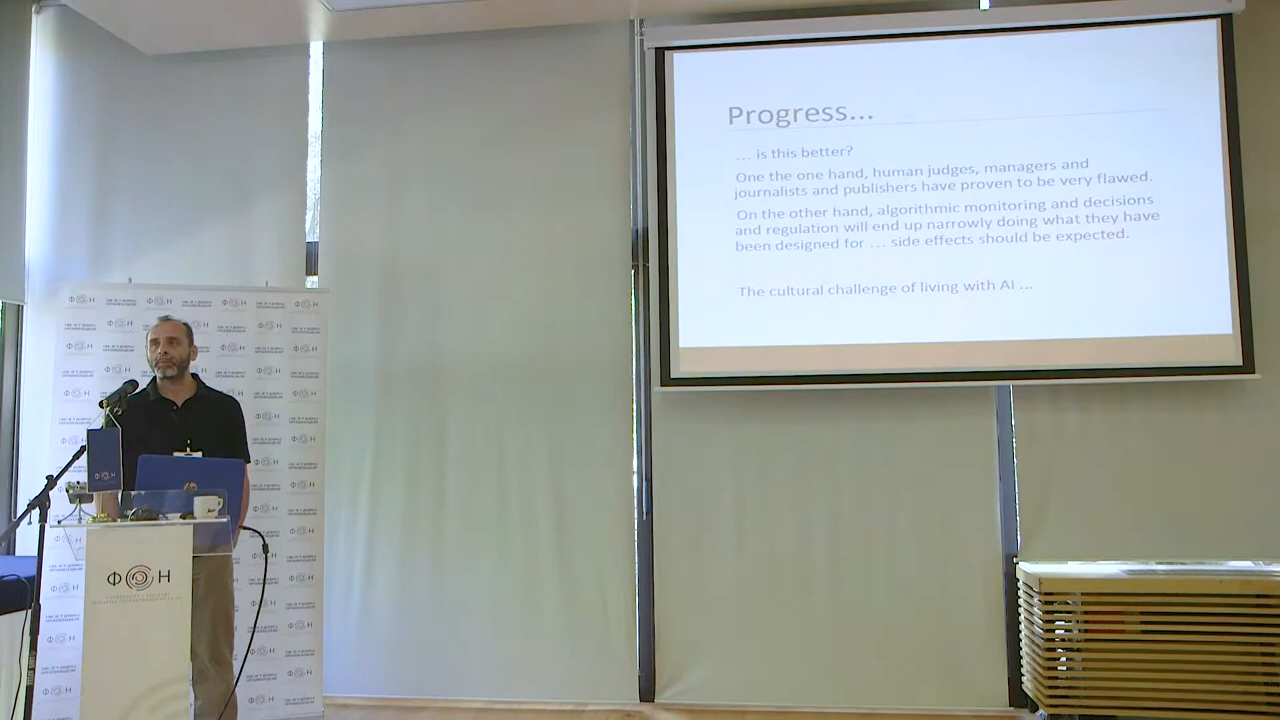 Progress...
... is this better?
One the one hand, human judges, managers and
journalists and publishers have proven to be very flawed.
On the other hand, algorithmic monitoring and decisions
and regulation will end up narrowly doing what they have
been designed for ... side effects should be expected.
The cultural challenge of living with AI ...
ФОН